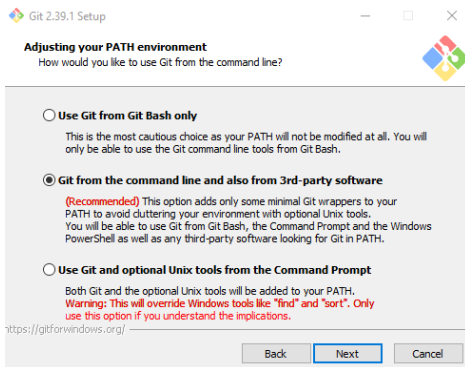 Git 2.39.1 Setup
Adjusting your PATH environment
How would you like to use Git from the command line?
Use Git from Git Bash only
This is the most cautious choice as your PATH will not be modified at all. You will
only be able to use the Git command line tools from Git Bash.
Git from the command line and also from 3rd-party software
(Recommended) This option adds only some minimal Git wrappers to your
PATH to avoid cluttering your environment with optional Unix tools.
You will be able to use Git from Git Bash, the Command Prompt and the Windows
PowerShell as well as any third-party software looking for Git in PATH.
Use Git and optional Unix tools from the Command Prompt
Both Git and the optional Unix tools will be added to your PATH.
Warning: This will override Windows tools like "find" and "sort". Only
use this option if you understand the implications.
https://gitforwindows.org/
Back Next Cancel